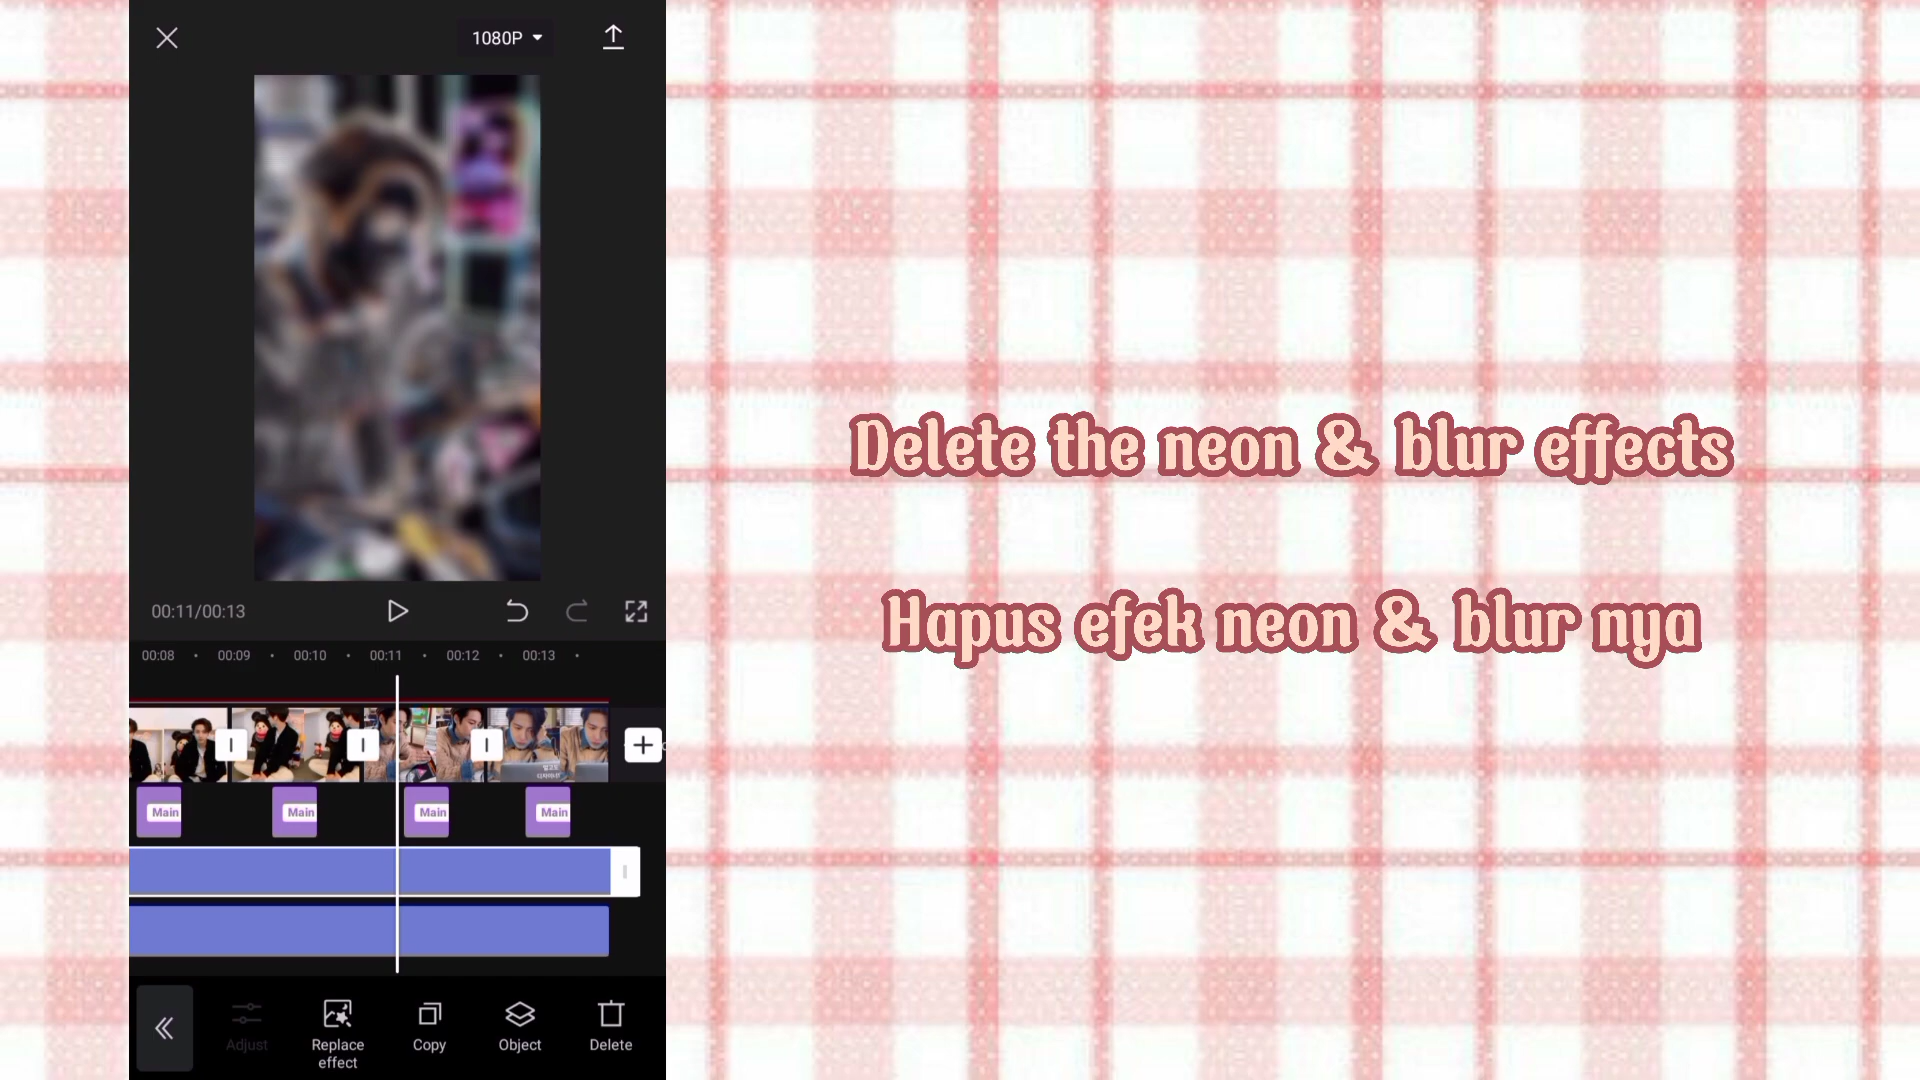 1080P
00:11/00:13
00:08 00:09 00:10 00:11 00:12 00:13
Main Main Main Main
Adjust
Replace effect
Copy
Object
Delete
Delete the neon & blur effects
Hapus efek neon & blur nya